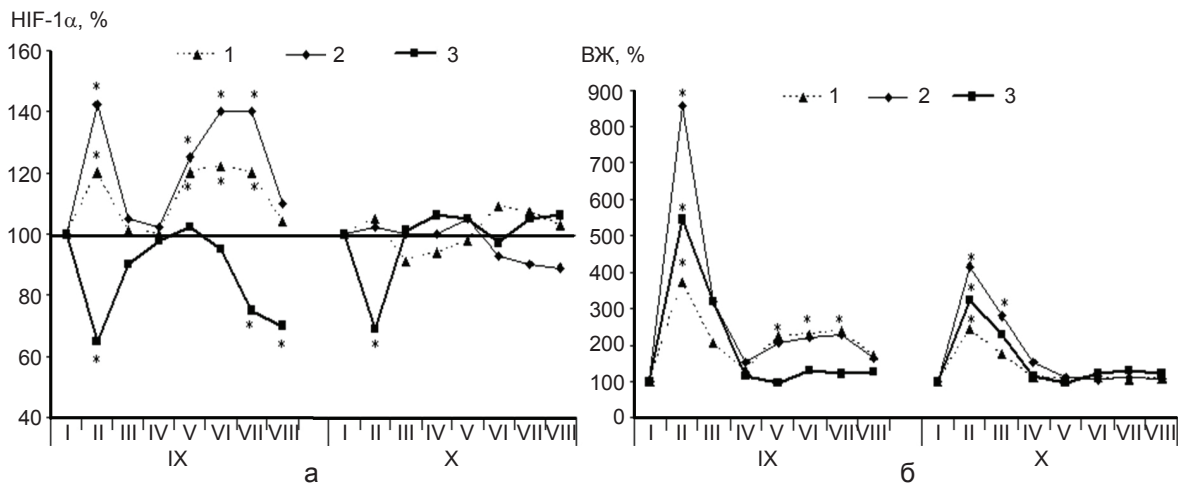 HIF-1α, %
160
140
120
100
80
60
40
1 2 3
* * * * * * * * * * * * *
I II III IV V VI VII VIII I II III IV V VI VII VIII
IX X
а
ВЖ, %
900
800
700
600
500
400
300
200
100
0
1 2 3
* * * * * * * * * *
I II III IV V VI VII VIII I II III IV V VI VII VIII
IX X
б